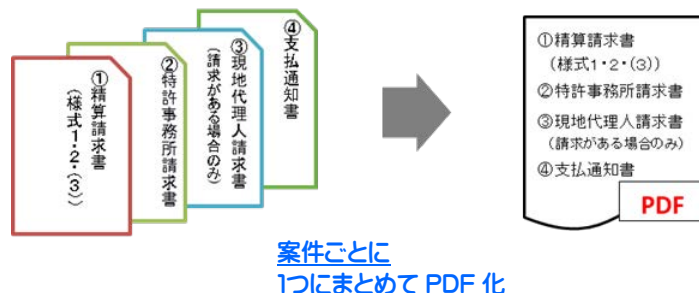 ①精算請求書
(様式1・2・(3))
②特許事務所請求書
③現地代理人請求書
(請求がある場合のみ)
④支払通知書
①精算請求書
(様式1・2・(3))
②特許事務所請求書
③現地代理人請求書
(請求がある場合のみ)
④支払通知書
PDF
案件ごとに
1つにまとめて PDF 化